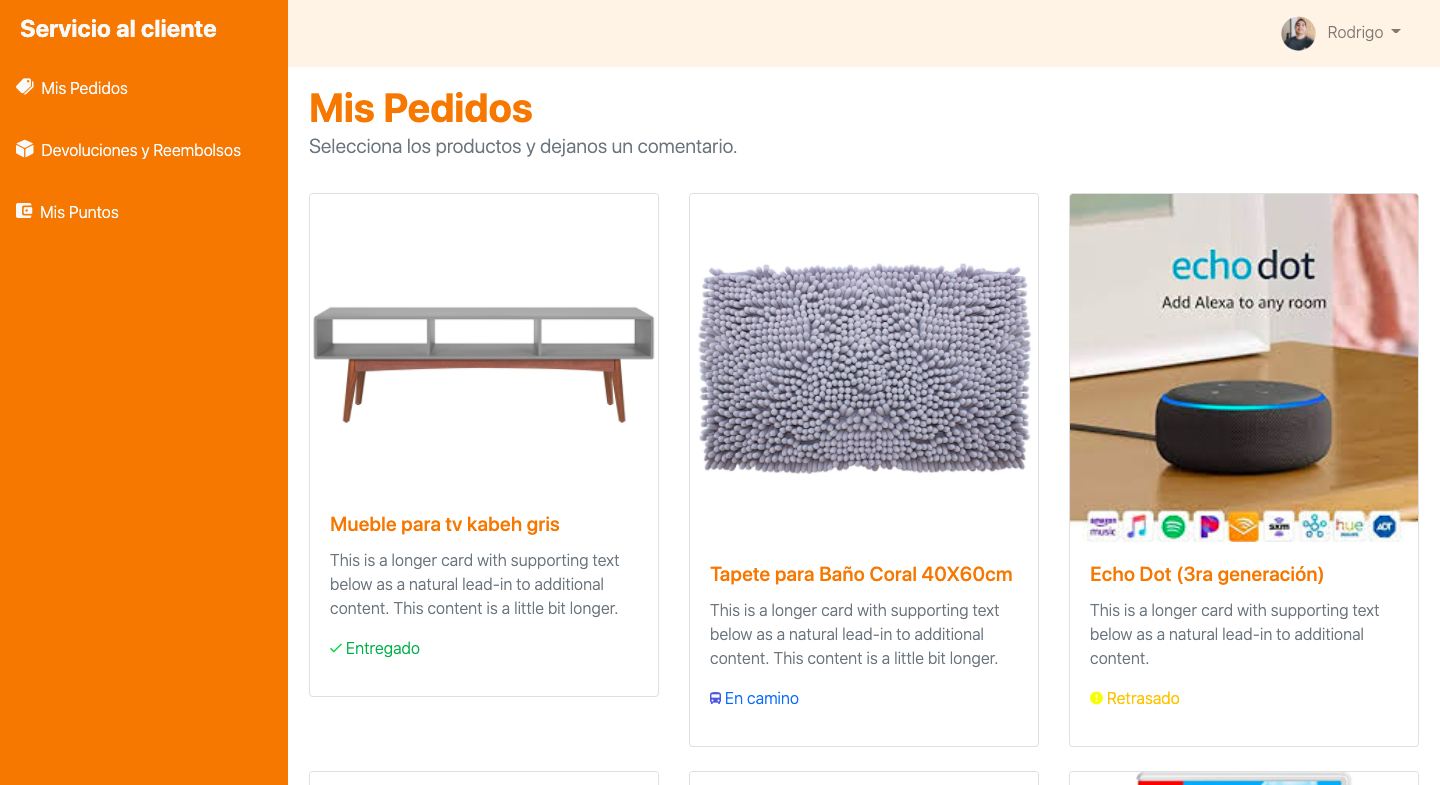 Servicio al cliente
Rodrigo
Mis Pedidos
Devoluciones y Reembolsos
Mis Puntos
Mis Pedidos
Selecciona los productos y dejanos un comentario.
Mueble para tv kabeh gris
This is a longer card with supporting text
below as a natural lead-in to additional
content. This content is a little bit longer.
Entregado
Tapete para Baño Coral 40X60cm
This is a longer card with supporting text
below as a natural lead-in to additional
content. This content is a little bit longer.
En camino
echo dot
Add Alexa to any room
amazon music
sxm
hue
ADT
Echo Dot (3ra generación)
This is a longer card with supporting text
below as a natural lead-in to additional
content.
Retrasado